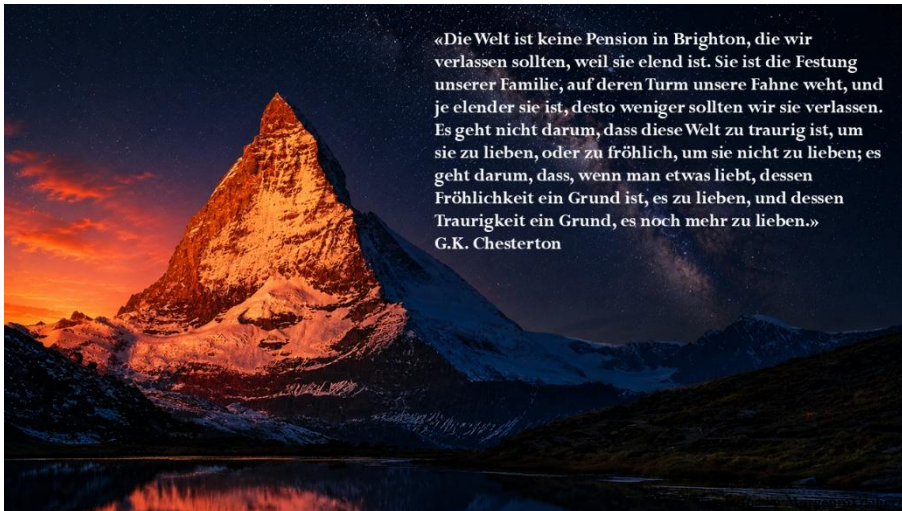 «Die Welt ist keine Pension in Brighton, die wir
verlassen sollten, weil sie elend ist. Sie ist die Festung
unserer Familie, auf deren Turm unsere Fahne weht, und
je elender sie ist, desto weniger sollten wir sie verlassen.
Es geht nicht darum, dass diese Welt zu traurig ist, um
sie zu lieben, oder zu fröhlich, um sie nicht zu lieben; es
geht darum, dass, wenn man etwas liebt, dessen
Fröhlichkeit ein Grund ist, es zu lieben, und dessen
Traurigkeit ein Grund, es noch mehr zu lieben.»
G.K. Chesterton